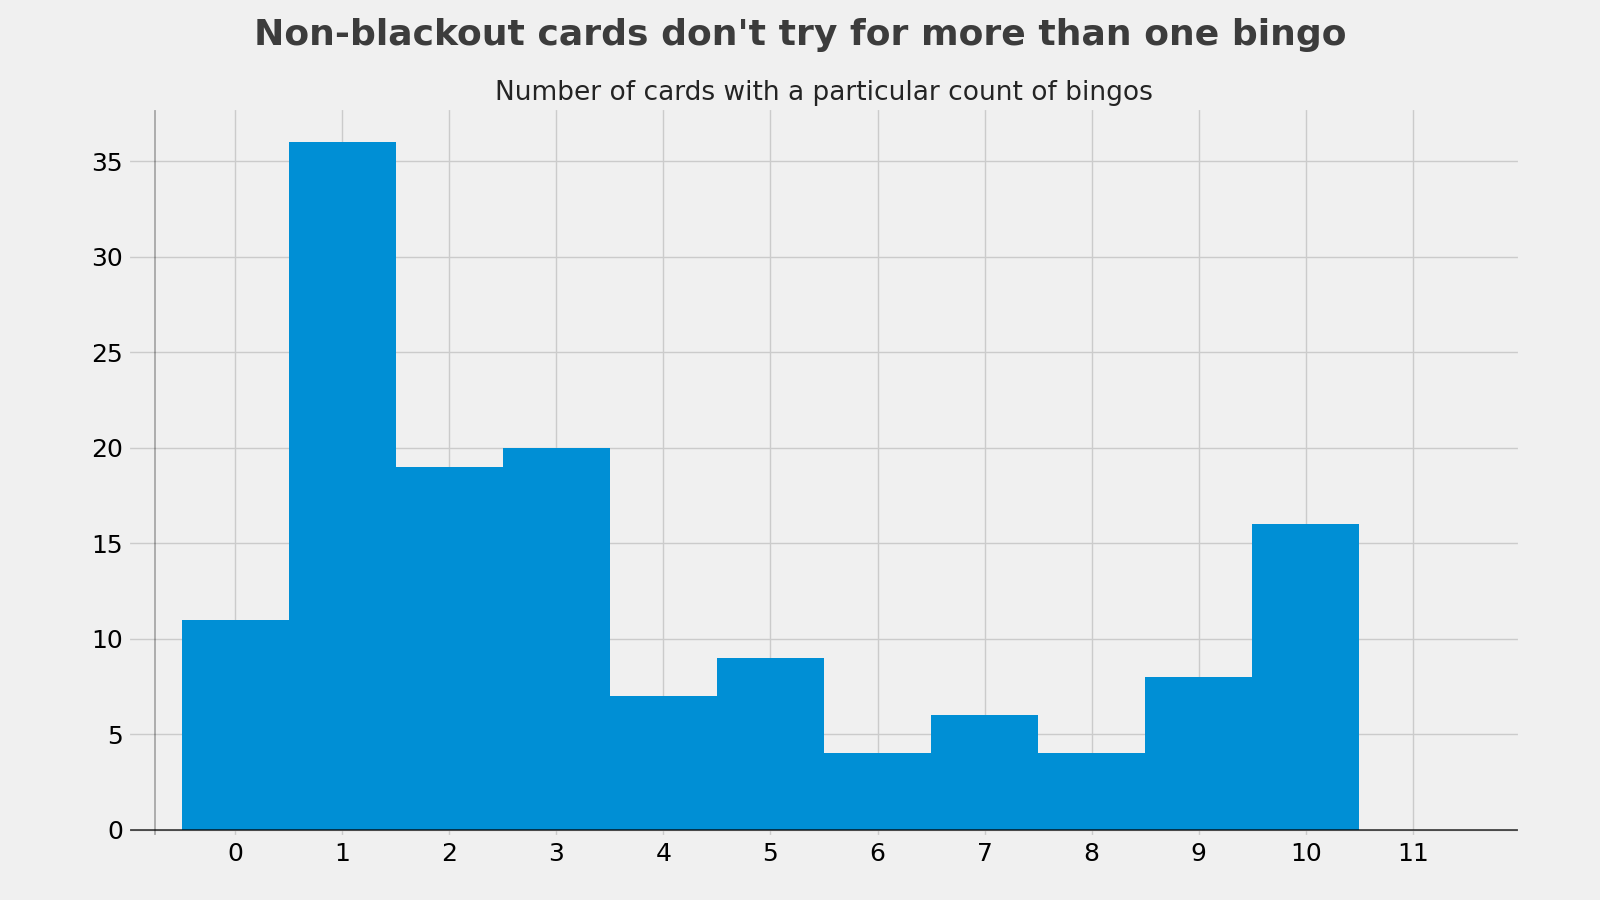 Non-blackout cards don't try for more than one bingo
Number of cards with a particular count of bingos
35
30
25
20
15
10
5
0
0 1 2 3 4 5 6 7 8 9 10 11